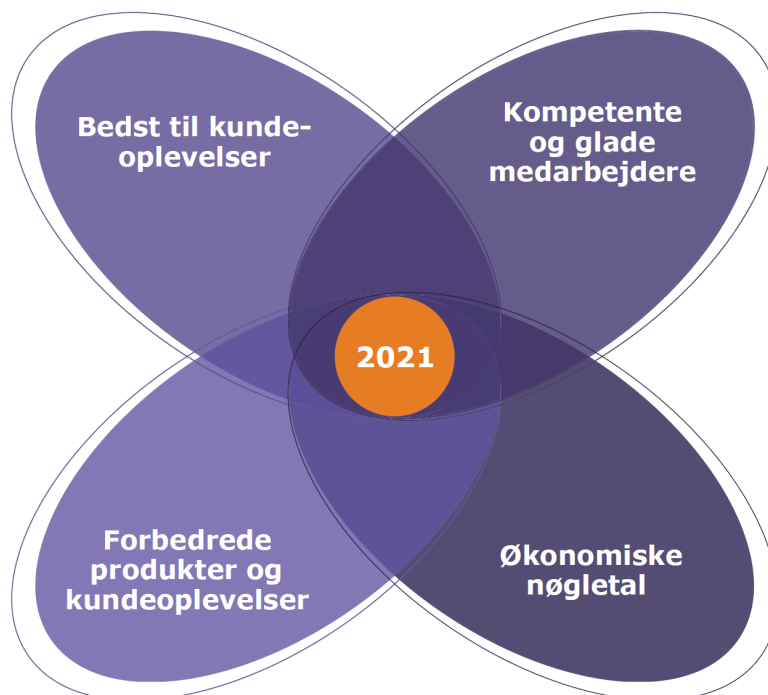 Bedst til kunde-
oplevelser
Kompetente
og glade
medarbejdere
2021
Forbedrede
produkter og
kundeoplevelser
Økonomiske
nøgletal